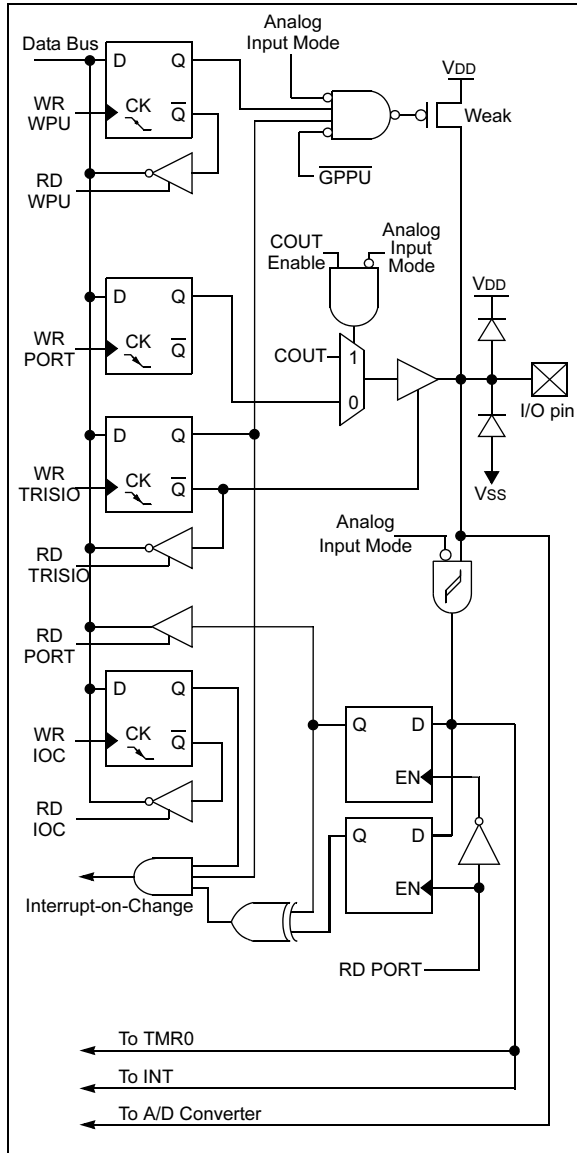 Data Bus
Analog
Input Mode
D Q
WR
WPU
CK
Q
VDD
Weak
RD
WPU
GPPU
COUT
Enable
Analog
Input
Mode
D Q
WR
PORT
CK
Q
COUT
1
0
VDD
I/O pin
VSS
D Q
WR
TRISIO
CK
Q
RD
TRISIO
Analog
Input Mode
RD
PORT
D Q
WR
IOC
CK
Q
RD
IOC
Q D
EN
Q D
EN
Interrupt-on-Change
RD PORT
To TMR0
To INT
To A/D Converter